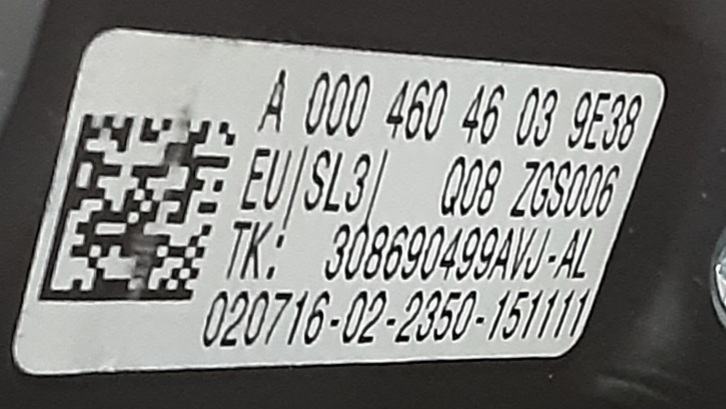 A 000 460 46 03 9E38
EU|SL3| Q08 ZGS006
TK: 308690499AVJ-AL
020716-02-2350-151111